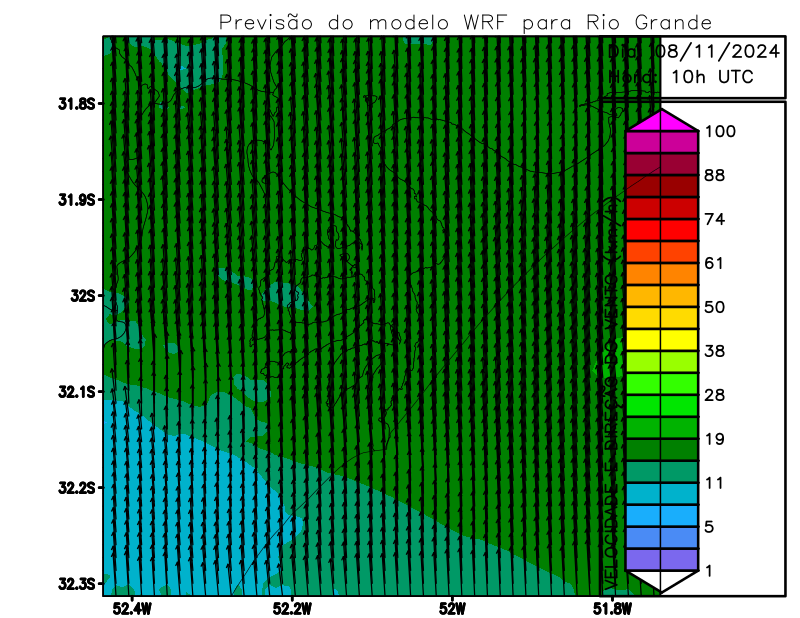 Previsão do modelo WRF para Rio Grande
Dia: 08/11/2024
Hora: 10h UTC
31.8S
31.9S
32S
32.1S
32.2S
32.3S
52.4W
52.2W
52W
51.8W
VELOCIDADE E DIREÇÃO DO VENTO (km/h)
100
88
74
61
50
38
28
19
11
5
1